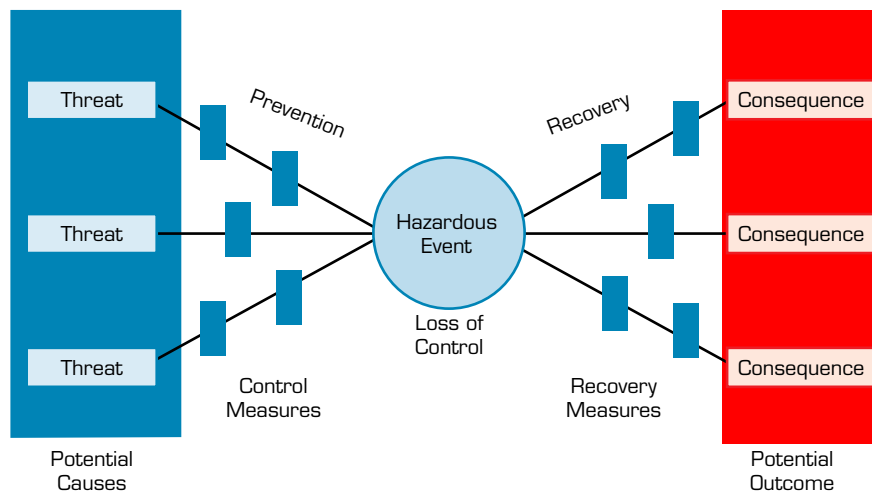 Threat
Prevention
Recovery
Consequence
Threat
Hazardous
Event
Consequence
Loss of
Control
Threat
Consequence
Control
Measures
Recovery
Measures
Potential
Causes
Potential
Outcome